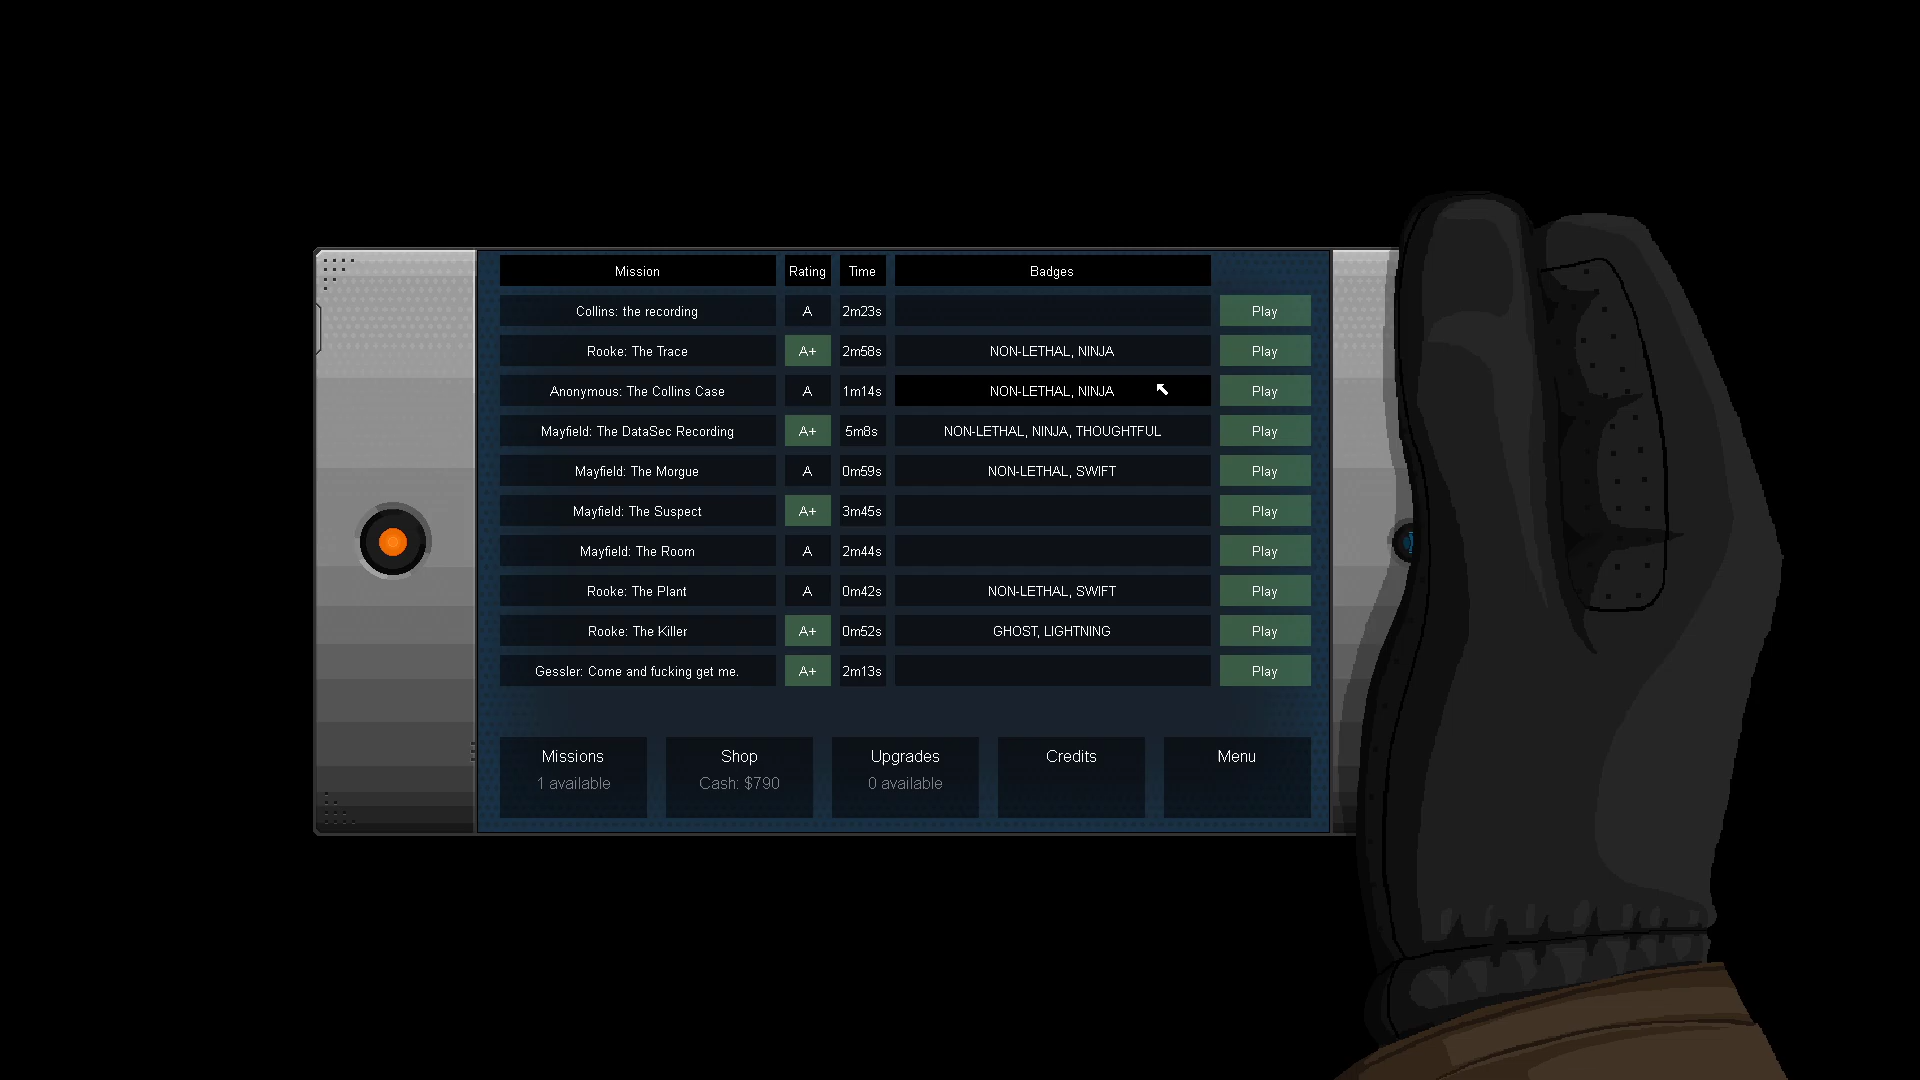 Mission Rating Time Badges
Collins: the recording A 2m23s Play
Rooke: The Trace A+ 2m58s NON-LETHAL, NINJA Play
Anonymous: The Collins Case A 1m14s NON-LETHAL, NINJA Play
Mayfield: The DataSec Recording A+ 5m8s NON-LETHAL, NINJA, THOUGHTFUL Play
Mayfield: The Morgue A 0m59s NON-LETHAL, SWIFT Play
Mayfield: The Suspect A+ 3m45s Play
Mayfield: The Room A 2m44s Play
Rooke: The Plant A 0m42s NON-LETHAL, SWIFT Play
Rooke: The Killer A+ 0m52s GHOST, LIGHTNING Play
Gessler: Come and fucking get me. A+ 2m13s Play
Missions Shop Upgrades Credits Menu
1 available Cash: $790 0 available